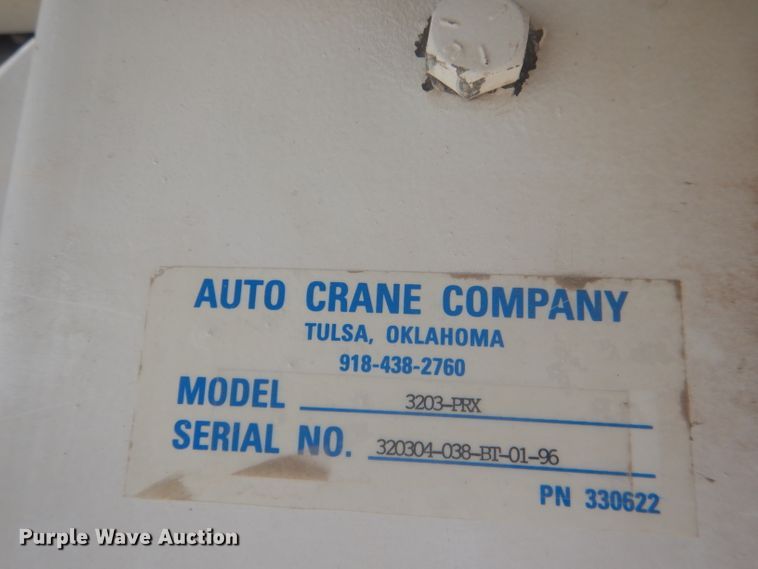 AUTO CRANE COMPANY
TULSA, OKLAHOMA
918-438-2760
MODEL 3203-PRX
SERIAL NO. 320304-038-BT-01-96
PN 330622
Purple Wave Auction